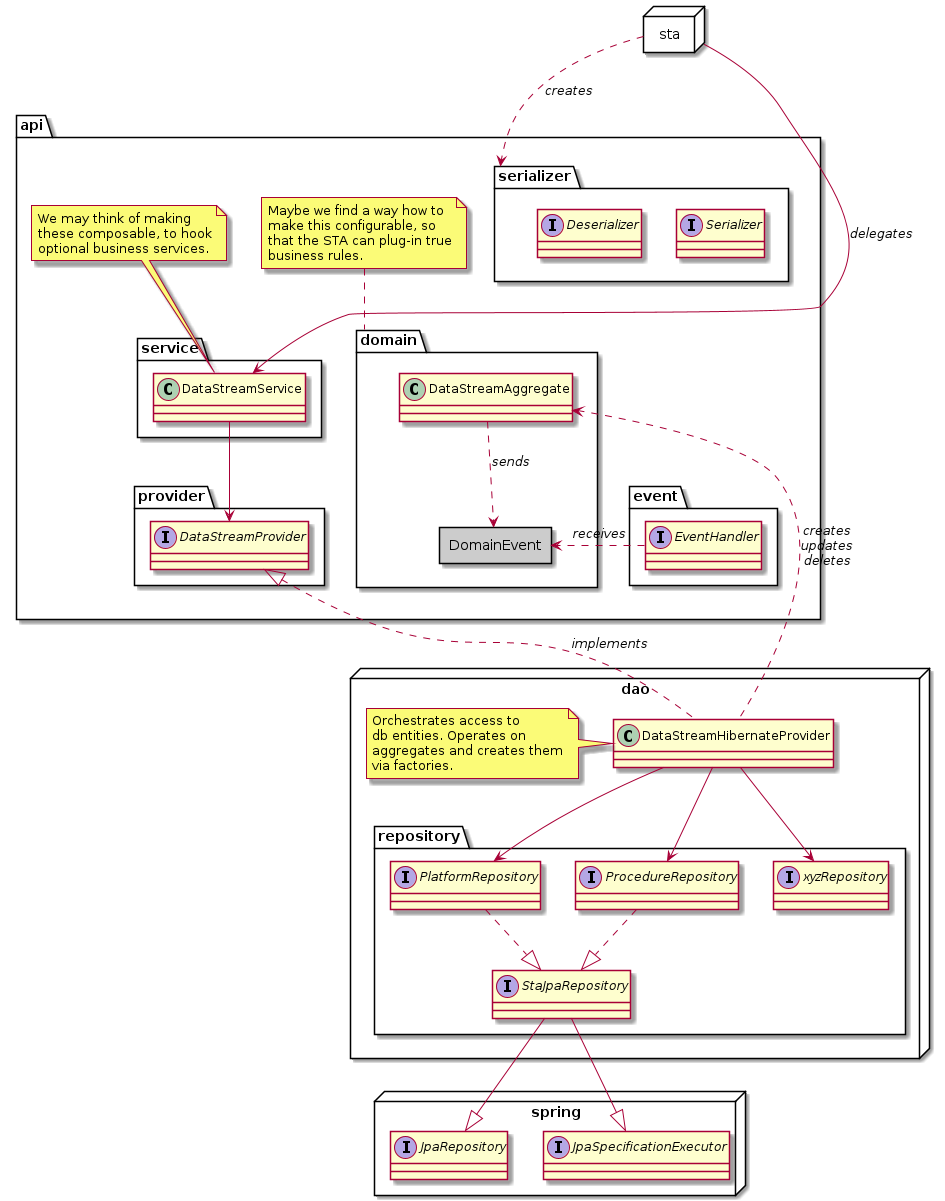 sta
creates
api
serializer
I Deserializer
I Serializer
We may think of making
these composable, to hook
optional business services.
Maybe we find a way how to
make this configurable, so
that the STA can plug-in true
business rules.
delegates
service
C DataStreamService
domain
C DataStreamAggregate
sends
provider
I DataStreamProvider
event
I EventHandler
DomainEvent
receives
creates
updates
deletes
implements
dao
Orchestrates access to
db entities. Operates on
aggregates and creates them
via factories.
C DataStreamHibernateProvider
repository
I PlatformRepository
I ProcedureRepository
I xyzRepository
I StaJpaRepository
spring
I JpaRepository
I JpaSpecificationExecutor